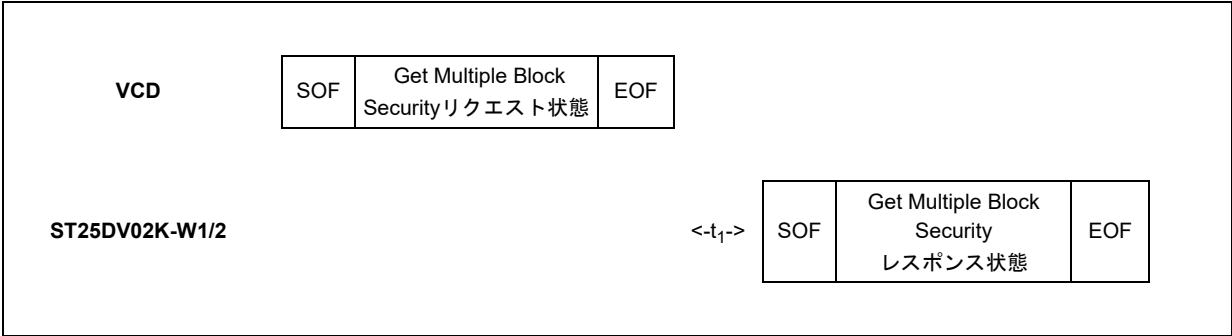 VCD
SOF
Get Multiple Block
Securityリクエスト状態
EOF
ST25DV02K-W1/2
<-t1->
SOF
Get Multiple Block
Security
レスポンス状態
EOF